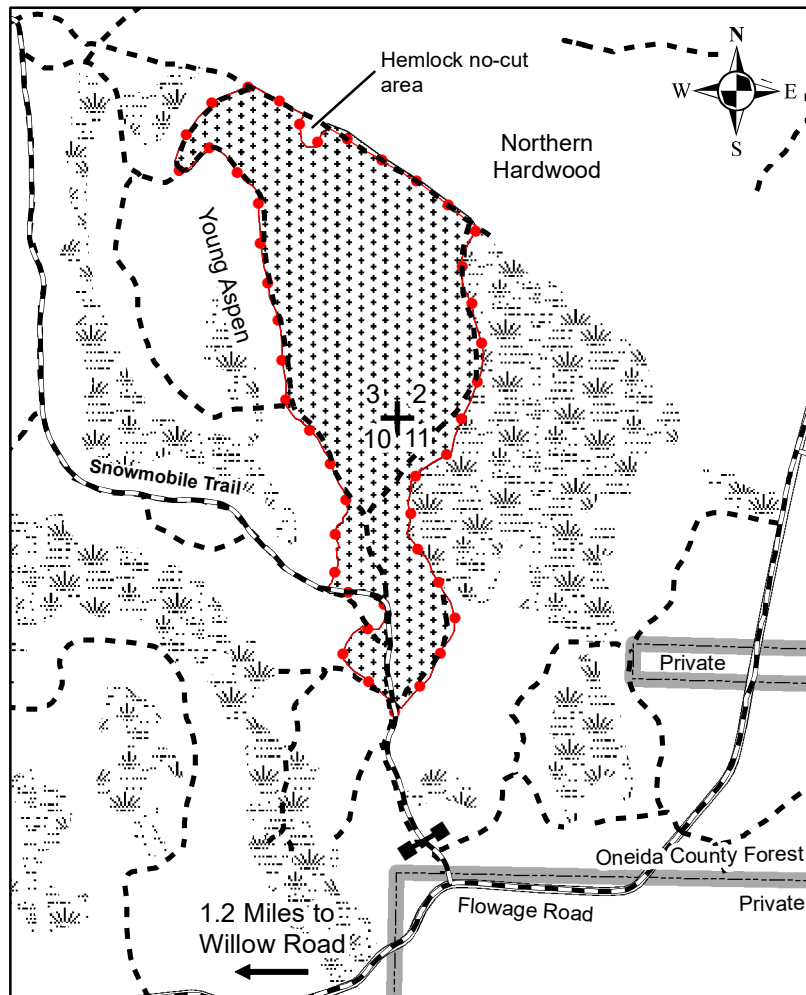 N
W E
S
Hemlock no-cut
area
Northern
Hardwood
Young Aspen
3 2
10 11
Snowmobile Trail
Private
Oneida County Forest
Private
Flowage Road
1.2 Miles to
Willow Road